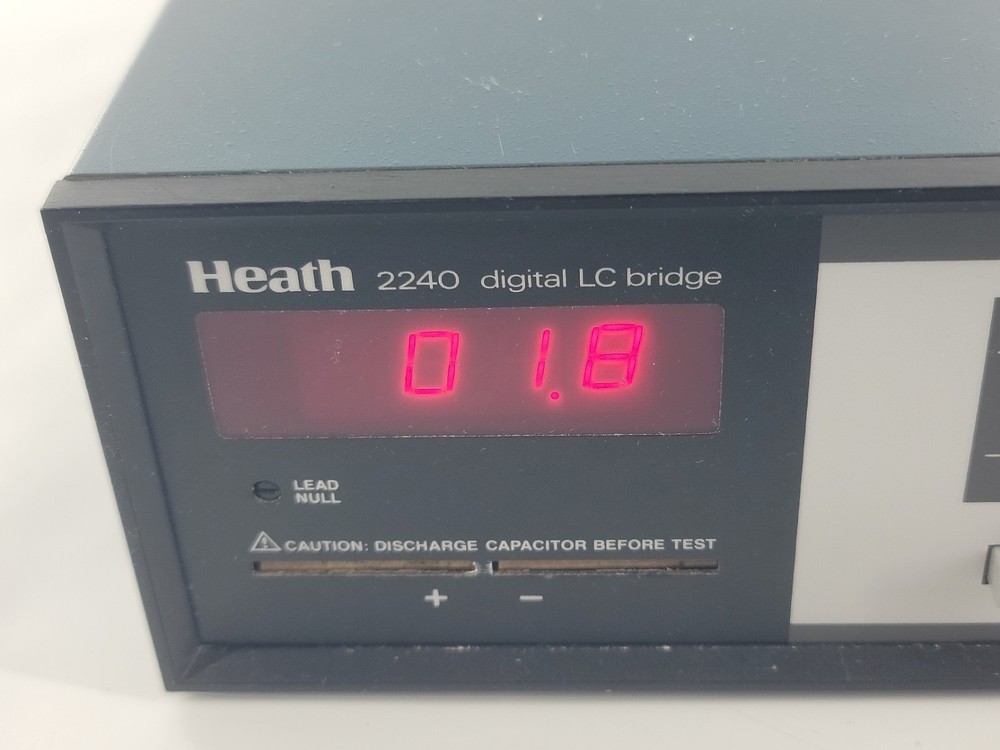 Heath 2240 digital LC bridge
01.8
LEAD
NULL
CAUTION: DISCHARGE CAPACITOR BEFORE TEST
+ −